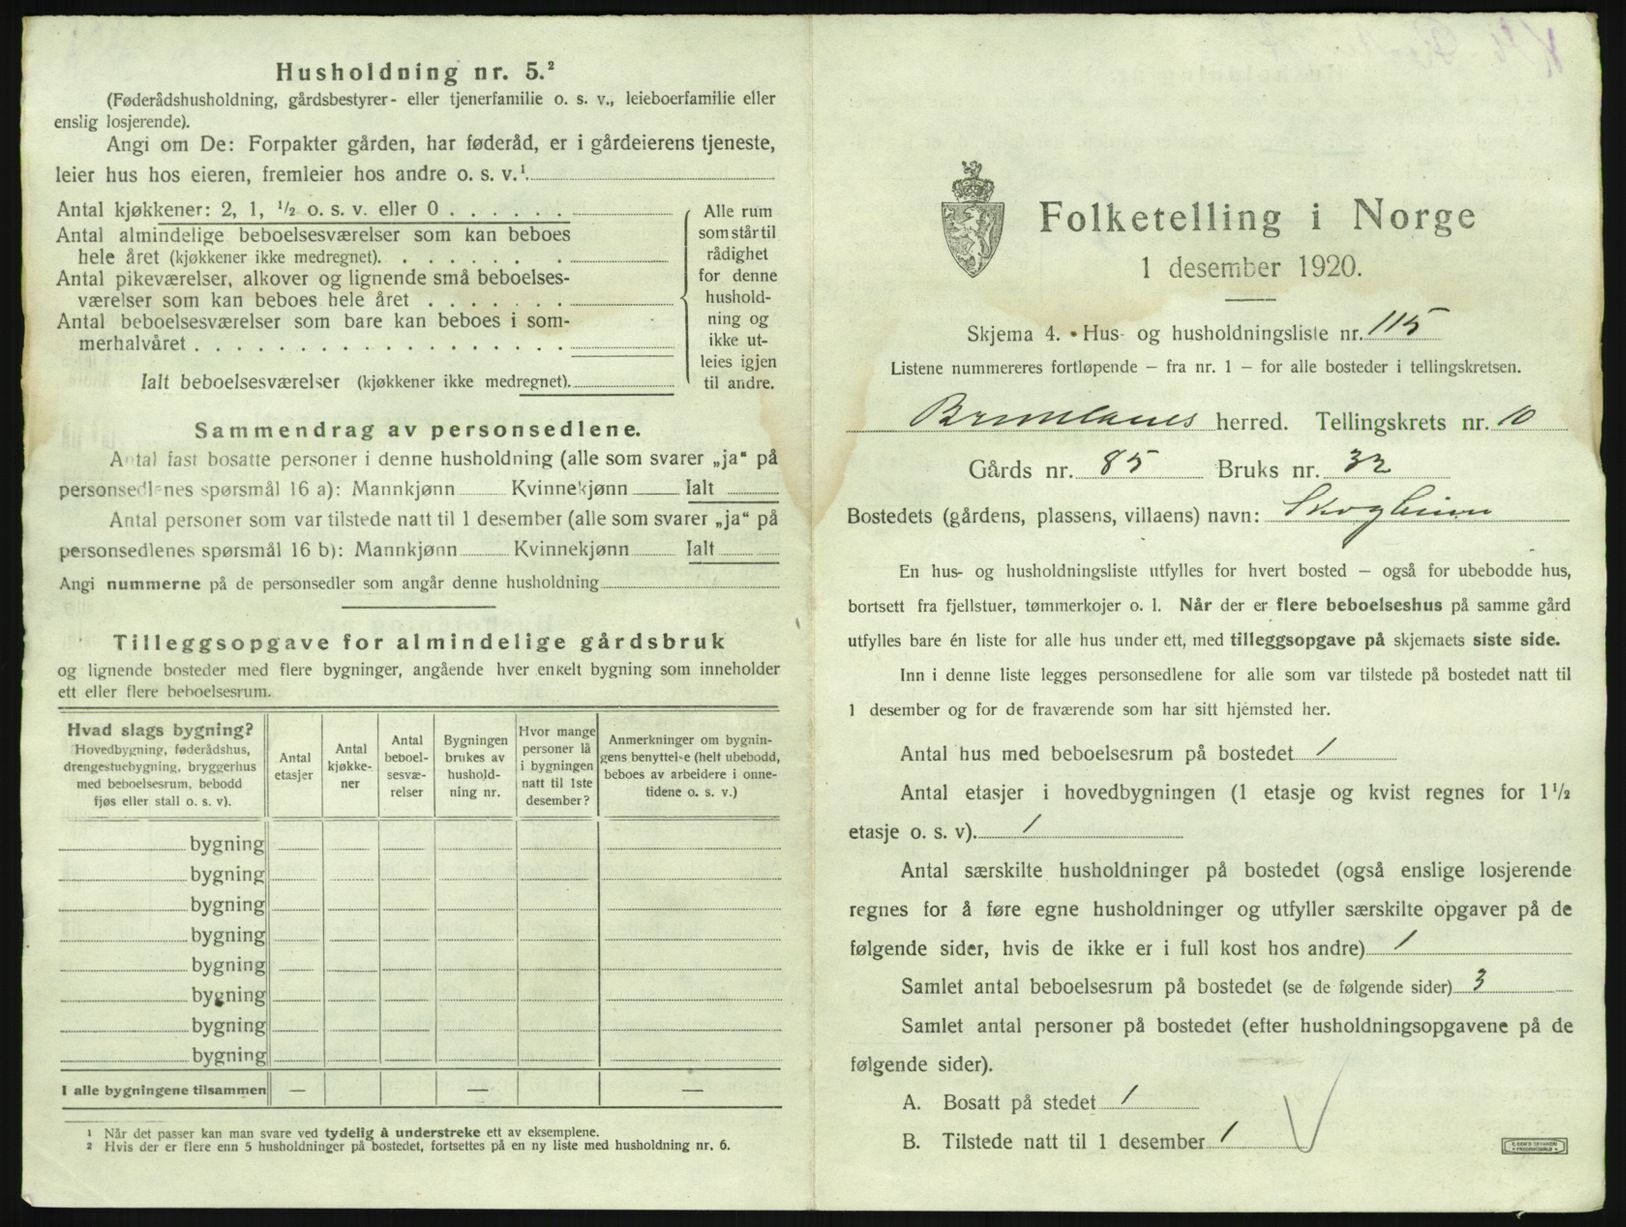 Husholdning nr. 5.²
(Føderådshusholdning, gårdsbestyrer- eller tjenerfamilie o. s. v., leieboerfamilie eller
enslig losjerende).
Angi om De: Forpakter gården, har føderåd, er i gårdeierens tjeneste,
leier hus hos eieren, fremleier hos andre o. s. v.¹
Antal kjøkkener: 2, 1, ½ o. s. v. eller 0
Antal almindelige beboelsesværelser som kan beboes
hele året (kjøkkener ikke medregnet).
Antal pikeværelser, alkover og lignende små beboelses-
værelser som kan beboes hele året
Antal beboelsesværelser som bare kan beboes i som-
merhalvåret
Ialt beboelsesværelser (kjøkkener ikke medregnet).
Alle rum
som står til
rådighet
for denne
hushold-
ning og
ikke ut-
leies igjen
til andre.
Sammendrag av personsedlene.
Antal fast bosatte personer i denne husholdning (alle som svarer „ja" på
personsedlenes spørsmål 16 a): Mannkjønn Kvinnekjønn Ialt
Antal personer som var tilstede natt til 1 desember (alle som svarer „ja" på
personsedlenes spørsmål 16 b): Mannkjønn Kvinnekjønn Ialt
Angi nummerne på de personsedler som angår denne husholdning
Tilleggsopgave for almindelige gårdsbruk
og lignende bosteder med flere bygninger, angående hver enkelt bygning som inneholder
ett eller flere beboelsesrum.
Hvad slags bygning?
Hovedbygning, føderådshus,
drengestuebygning, bryggerhus
med beboelsesrum, bebodd
fjøs eller stall o. s. v).
Antal
etasjer
Antal
kjøkke-
ner
Antal
beboel-
sesvæ-
relser
Bygningen
brukes av
hushold-
ning nr.
Hvor mange
personer lå
i bygningen
natt til 1ste
desember?
Anmerkninger om bygnin-
gens benyttelse (helt ubebodd,
beboes av arbeidere i onne-
tidene o. s. v.)
bygning
bygning
bygning
bygning
bygning
bygning
bygning
bygning
I alle bygningene tilsammen — — —
¹ Når det passer kan man svare ved tydelig å understreke ett av eksemplene.
² Hvis der er flere enn 5 husholdninger på bostedet, fortsettes på en ny liste med husholdning nr. 6.
Folketelling i Norge
1 desember 1920.
Skjema 4. • Hus- og husholdningsliste nr. 115
Listene nummereres fortløpende — fra nr. 1 — for alle bosteder i tellingskretsen.
Brunlanes herred. Tellingskrets nr. 10
Gårds nr. 85 Bruks nr. 32
Bostedets (gårdens, plassens, villaens) navn: Skogheim
En hus- og husholdningsliste utfylles for hvert bosted — også for ubebodde hus,
bortsett fra fjellstuer, tømmerkojer o. l. Når der er flere beboelseshus på samme gård
utfylles bare én liste for alle hus under ett, med tilleggsopgave på skjemaets siste side.
Inn i denne liste legges personsedlene for alle som var tilstede på bostedet natt til
1 desember og for de fraværende som har sitt hjemsted her.
Antal hus med beboelsesrum på bostedet 1
Antal etasjer i hovedbygningen (1 etasje og kvist regnes for 1½
etasje o. s. v). 1
Antal særskilte husholdninger på bostedet (også enslige losjerende
regnes for å føre egne husholdninger og utfyller særskilte opgaver på de
følgende sider, hvis de ikke er i full kost hos andre) 1
Samlet antal beboelsesrum på bostedet (se de følgende sider) 3
Samlet antal personer på bostedet (efter husholdningsopgavene på de
følgende sider).
A. Bosatt på stedet 1
B. Tilstede natt til 1 desember 1